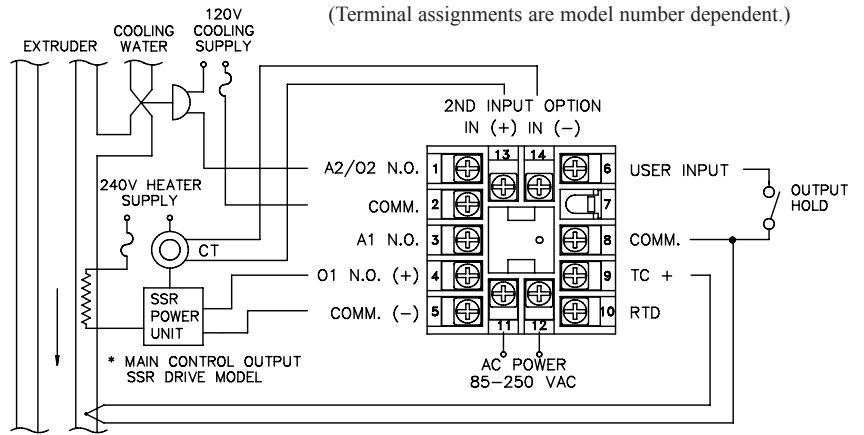 (Terminal assignments are model number dependent.)
120V
COOLING
SUPPLY
COOLING
WATER
EXTRUDER
2ND INPUT OPTION
IN (+) IN (-)
13 14
A2/O2 N.O. 1
6 USER INPUT
OUTPUT
HOLD
240V HEATER
SUPPLY
COMM. 2
7
CT
A1 N.O. 3
8 COMM.
O1 N.O. (+) 4
9 TC +
SSR
POWER
UNIT
COMM. (-) 5
10 RTD
11 12
* MAIN CONTROL OUTPUT
SSR DRIVE MODEL
AC POWER
85-250 VAC